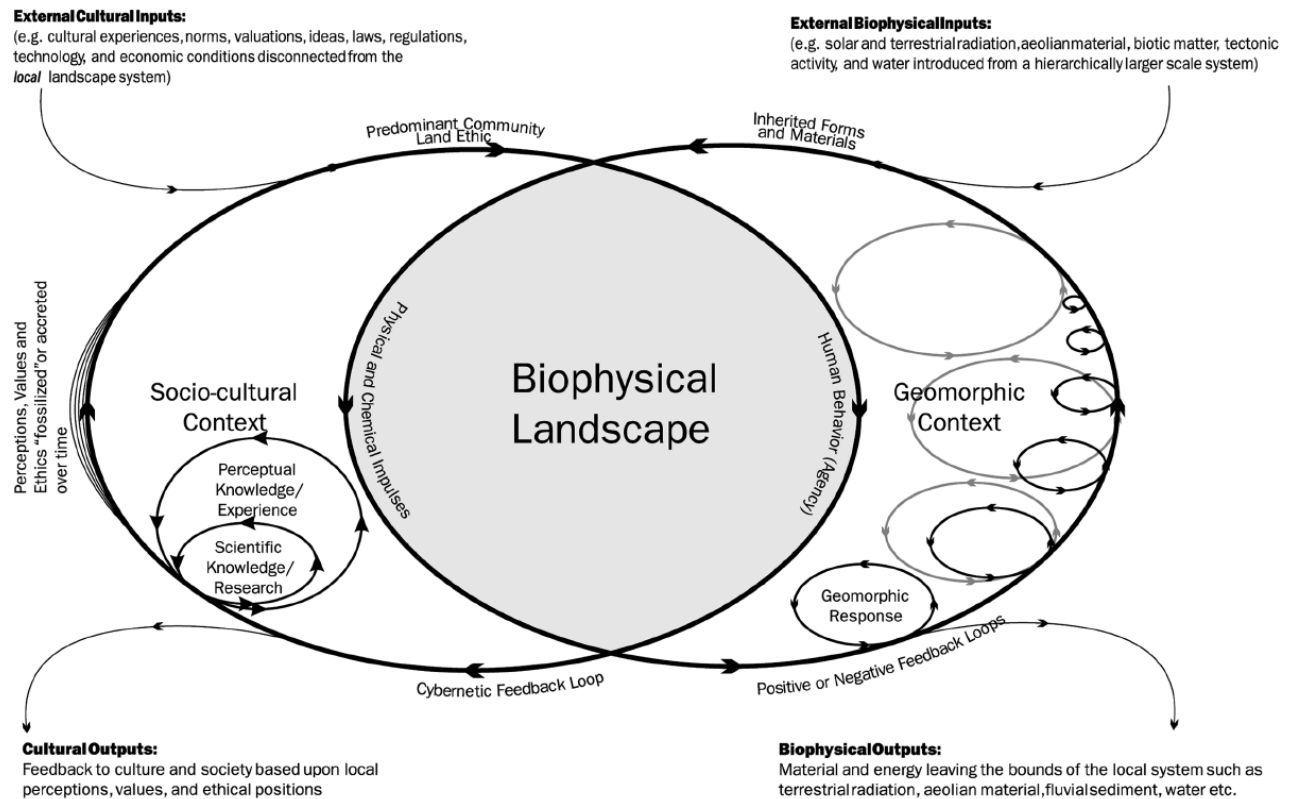 External Cultural Inputs:
(e.g. cultural experiences, norms, valuations, ideas, laws, regulations,
technology, and economic conditions disconnected from the
local landscape system)
External Biophysical Inputs:
(e.g. solar and terrestrial radiation, aeolian material, biotic matter, tectonic
activity, and water introduced from a hierarchically larger scale system)
Predominant Community
Land Ethic
Inherited Forms
and Materials
Perceptions, Values and
Ethics "fossilized" or accreted
over time
Socio-cultural
Context
Perceptual
Knowledge/
Experience
Scientific
Knowledge/
Research
Physical and Chemical Impulses
Biophysical
Landscape
Human Behavior (Agency)
Geomorphic
Context
Geomorphic
Response
Cybernetic Feedback Loop
Positive or Negative Feedback Loops
Cultural Outputs:
Feedback to culture and society based upon local
perceptions, values, and ethical positions
Biophysical Outputs:
Material and energy leaving the bounds of the local system such as
terrestrial radiation, aeolian material, fluvial sediment, water etc.